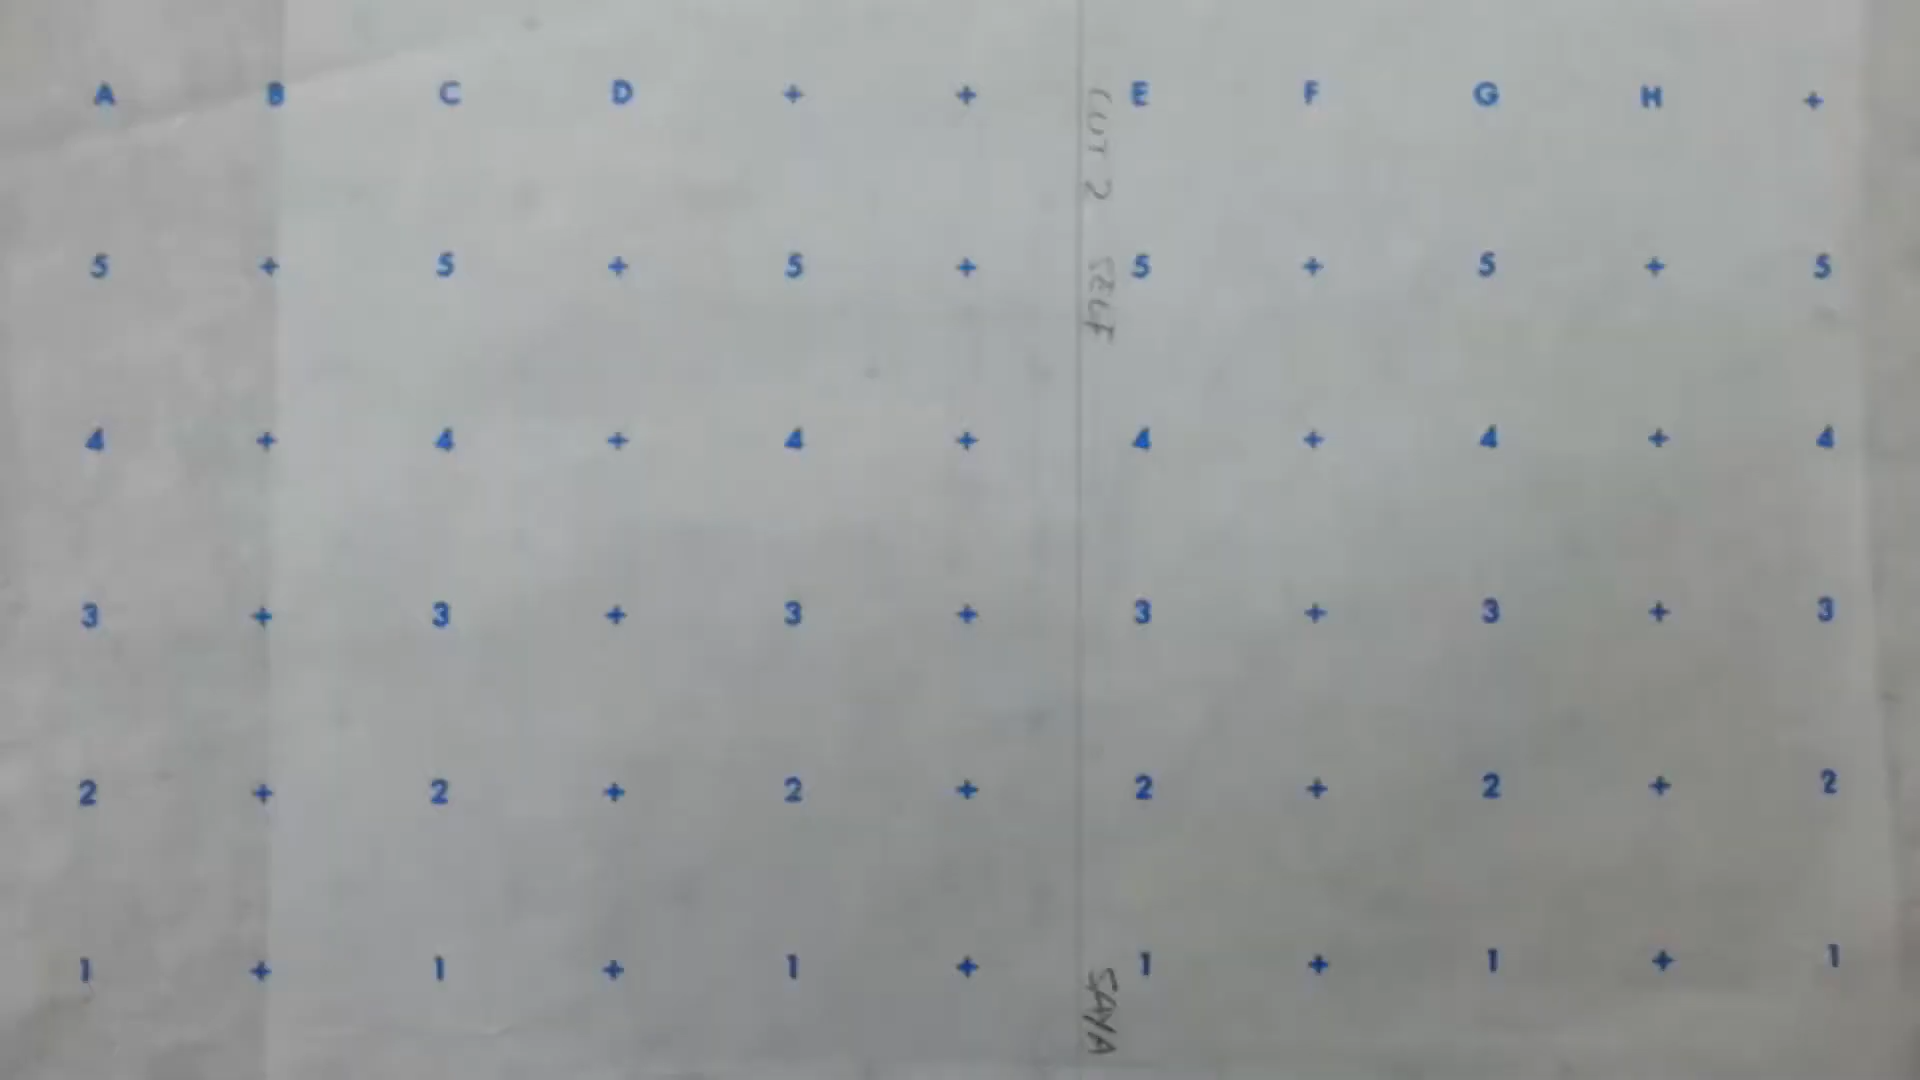 A B C D + + E F G H +
5 + 5 + 5 + 5 + 5 + 5
4 + 4 + 4 + 4 + 4 + 4
3 + 3 + 3 + 3 + 3 + 3
2 + 2 + 2 + 2 + 2 + 2
1 + 1 + 1 + 1 + 1 + 1
CUT 2 SELF